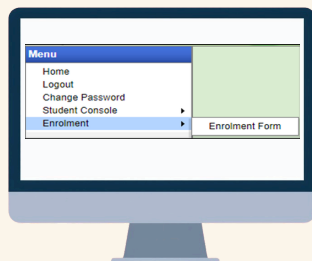 Menu
Home
Logout
Change Password
Student Console
Enrolment
Enrolment Form